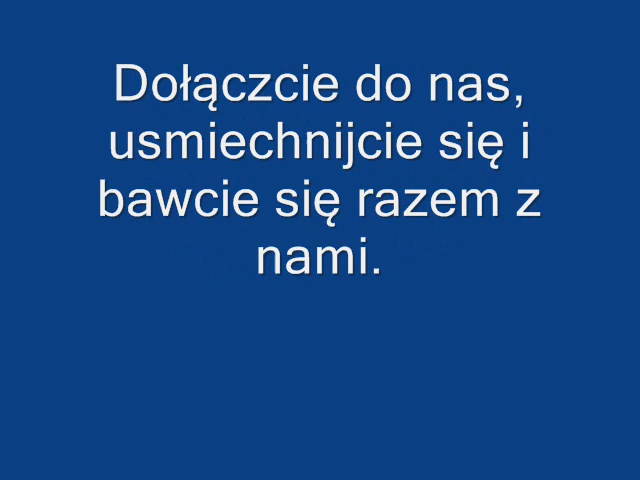 Dołączcie do nas,
usmiechnijcie się i
bawcie się razem z
nami.